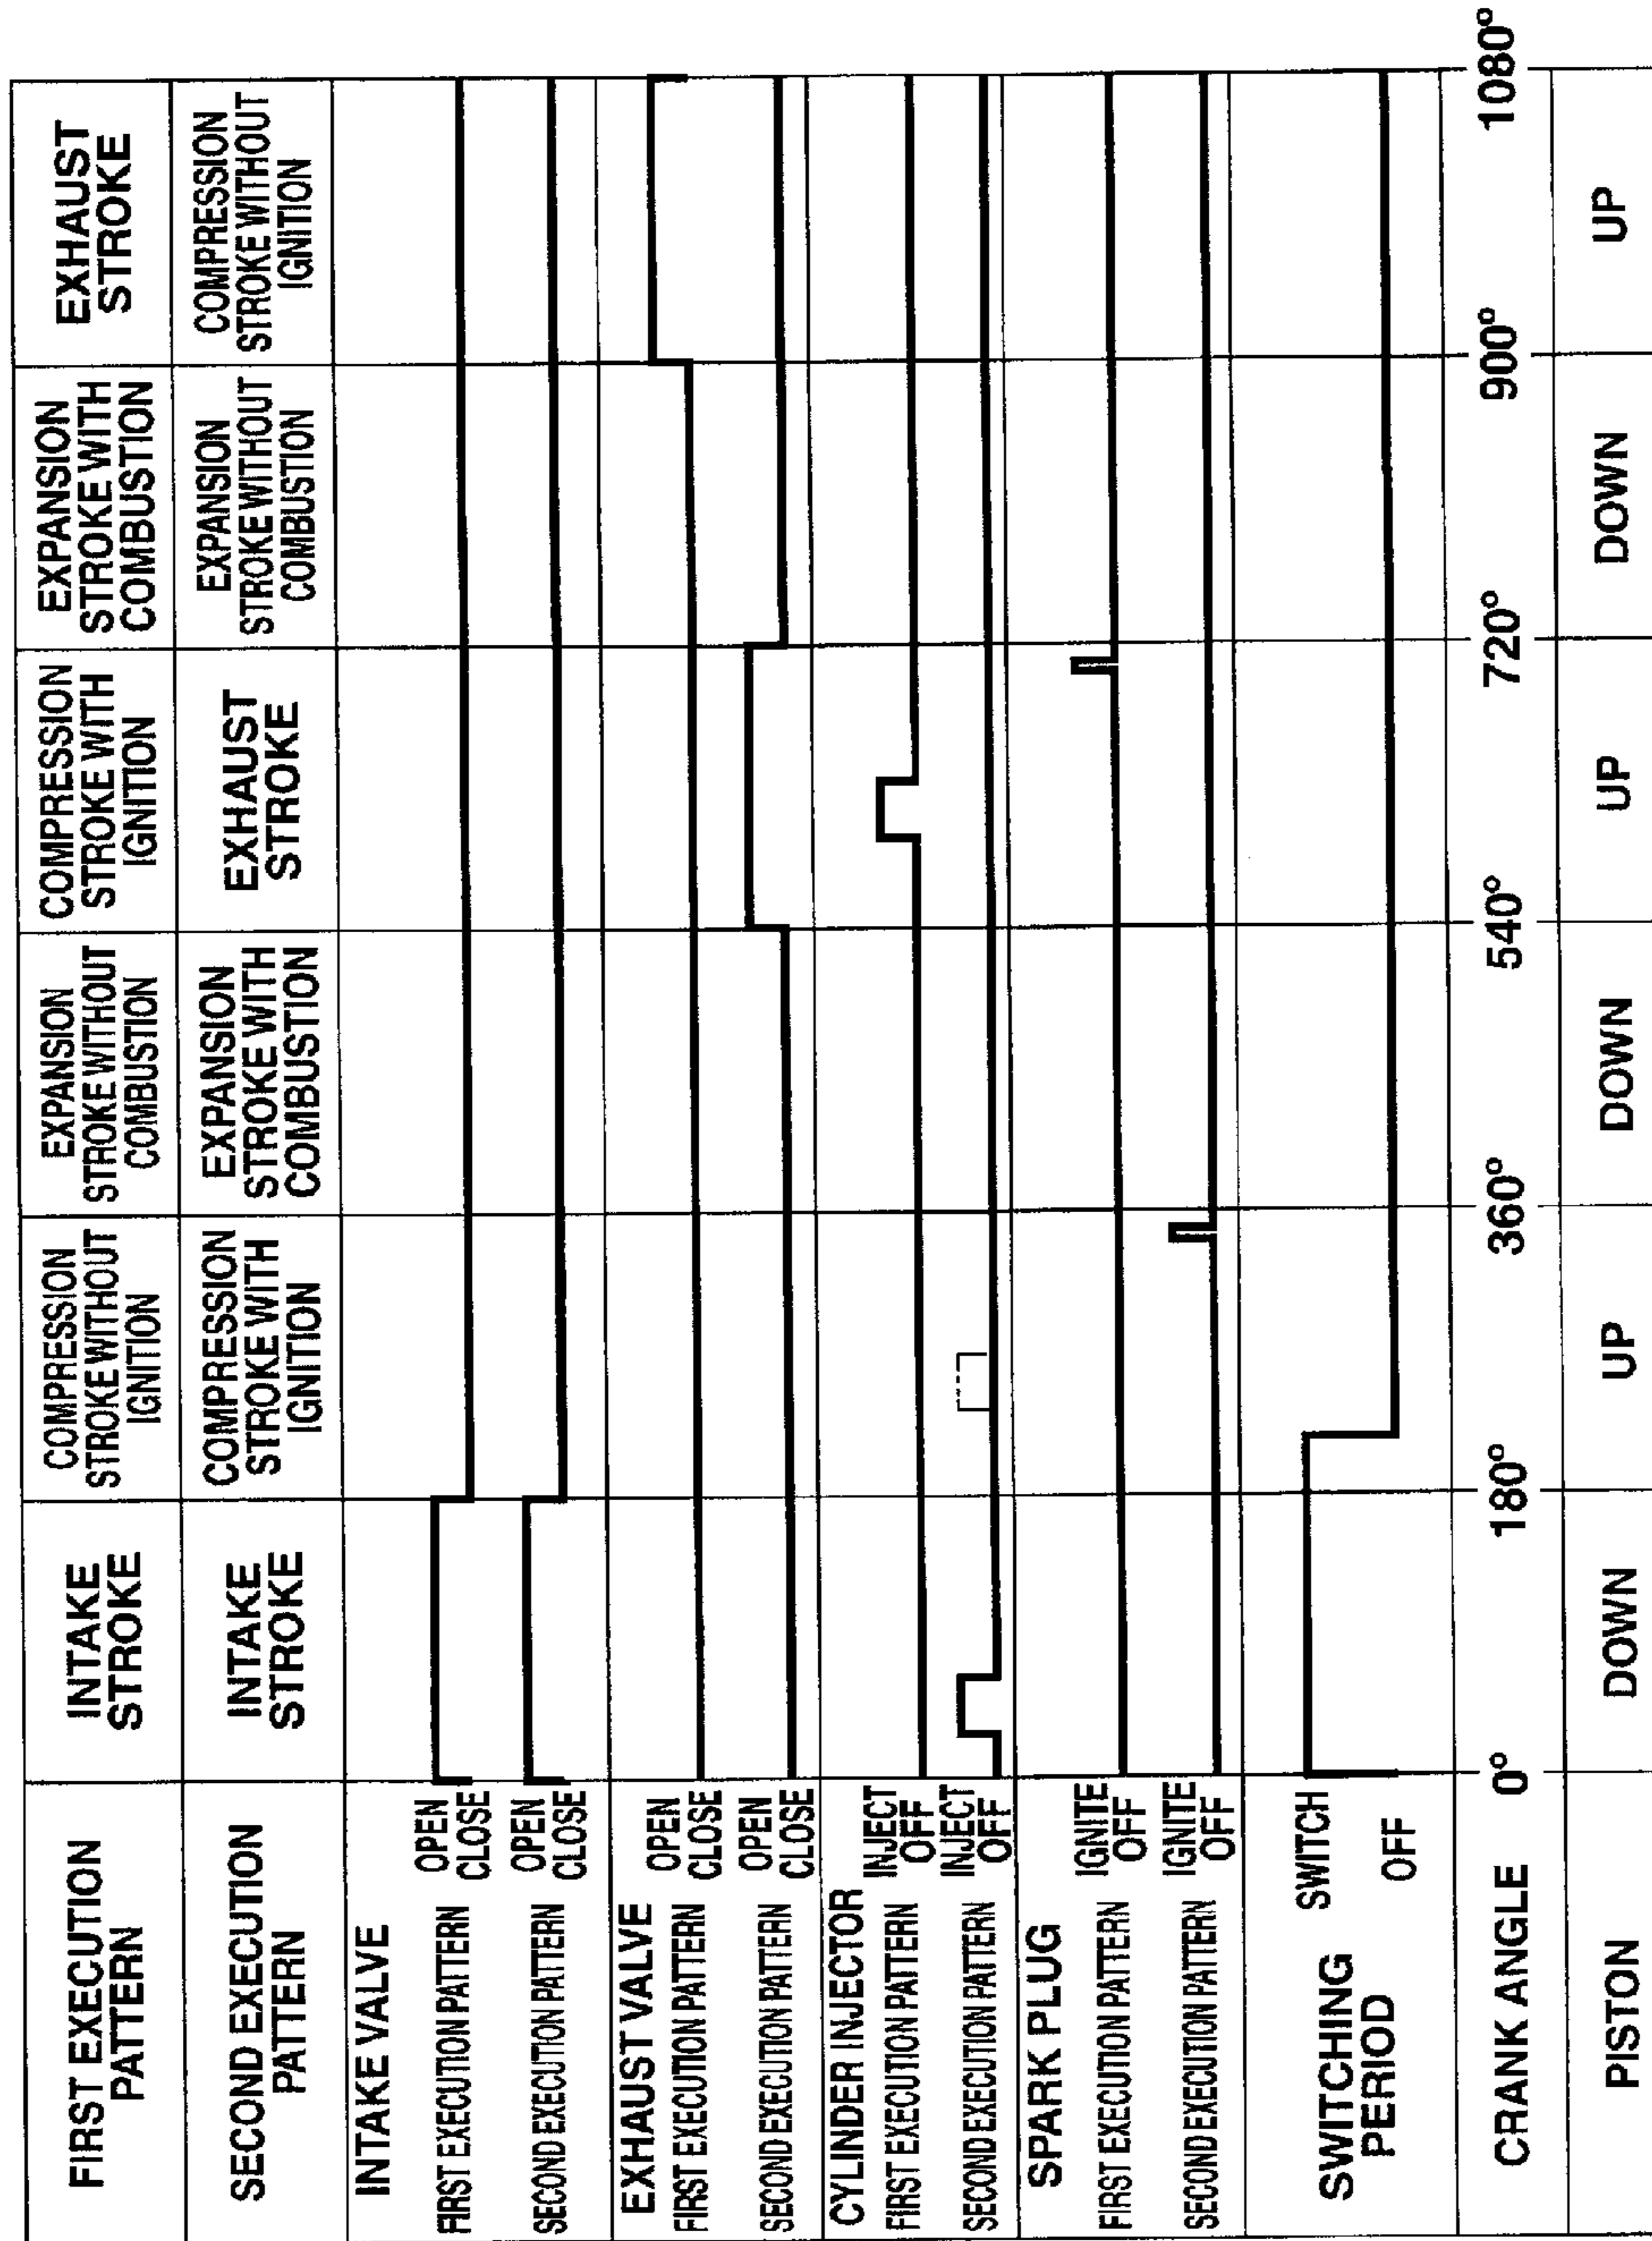 FIRST EXECUTION
PATTERN
INTAKE
STROKE
COMPRESSION
STROKE WITHOUT
IGNITION
EXPANSION
STROKE WITHOUT
COMBUSTION
COMPRESSION
STROKE WITH
IGNITION
EXPANSION
STROKE WITH
COMBUSTION
EXHAUST
STROKE
SECOND EXECUTION
PATTERN
INTAKE
STROKE
COMPRESSION
STROKE WITH
IGNITION
EXPANSION
STROKE WITH
COMBUSTION
EXHAUST
STROKE
EXPANSION
STROKE WITHOUT
COMBUSTION
COMPRESSION
STROKE WITHOUT
IGNITION
INTAKE VALVE
FIRST EXECUTION PATTERN
OPEN
CLOSE
SECOND EXECUTION PATTERN
OPEN
CLOSE
EXHAUST VALVE
FIRST EXECUTION PATTERN
OPEN
CLOSE
SECOND EXECUTION PATTERN
OPEN
CLOSE
CYLINDER INJECTOR
FIRST EXECUTION PATTERN
INJECT
OFF
SECOND EXECUTION PATTERN
INJECT
OFF
SPARK PLUG
FIRST EXECUTION PATTERN
IGNITE
OFF
SECOND EXECUTION PATTERN
IGNITE
OFF
SWITCHING
PERIOD
SWITCH
OFF
CRANK ANGLE 0° 180° 360° 540° 720° 900° 1080°
PISTON DOWN UP DOWN UP DOWN UP